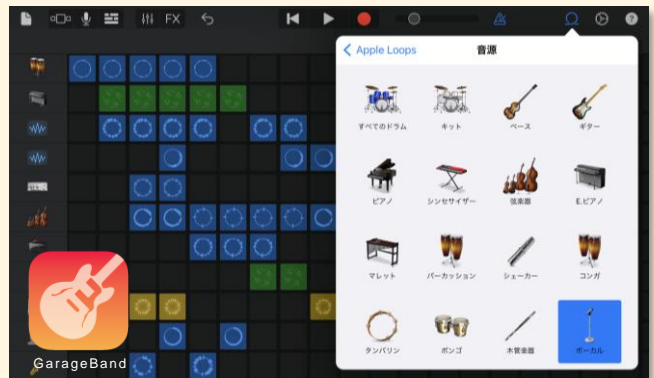 FX
?
Apple Loops
音源
すべてのドラム
キット
ベース
ギター
ピアノ
シンセサイザー
弦楽器
E.ピアノ
マレット
パーカッション
シェーカー
コンガ
タンバリン
ボンゴ
木管楽器
ボーカル
GarageBand